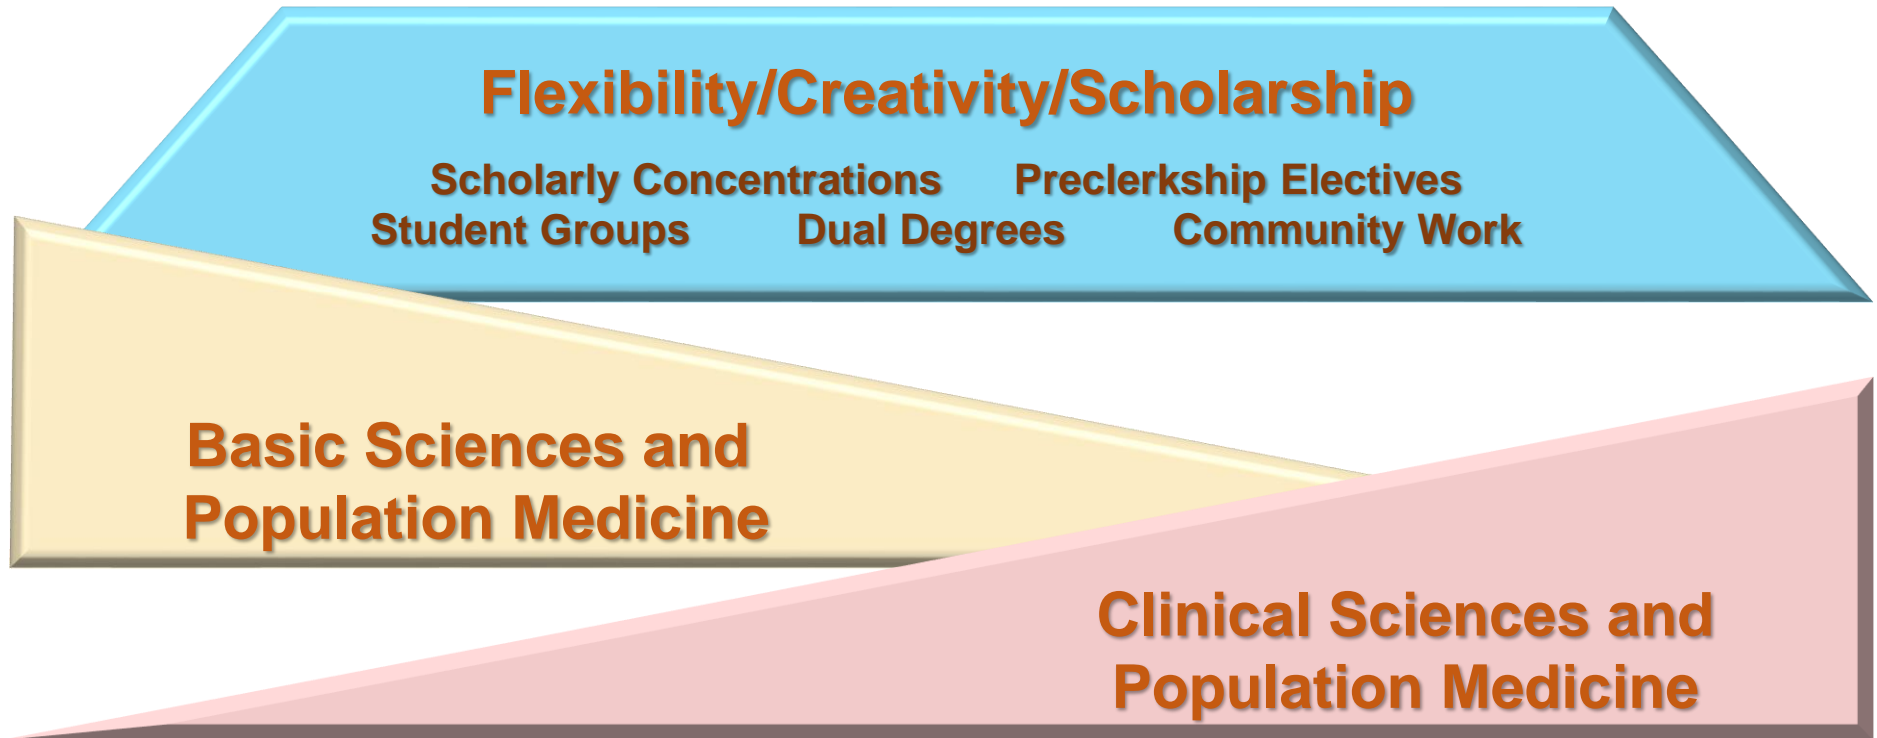 Flexibility/Creativity/Scholarship
Scholarly Concentrations Preclerkship Electives
Student Groups Dual Degrees Community Work
Basic Sciences and
Population Medicine
Clinical Sciences and
Population Medicine